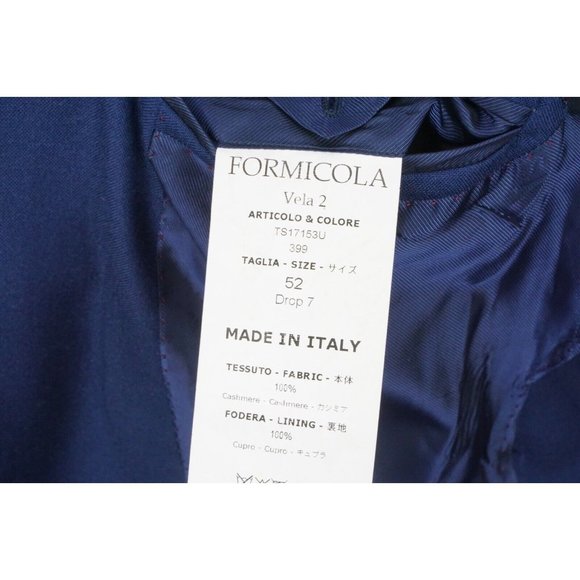 FORMICOLA
Vela 2
ARTICOLO & COLORE
TS17153U
399
TAGLIA - SIZE - サイズ
52
Drop 7
MADE IN ITALY
TESSUTO - FABRIC - 本体
100%
Cashmere - Cashmere - カシミア
FODERA - LINING - 裏地
100%
Cupro - Cupro - キュプラ